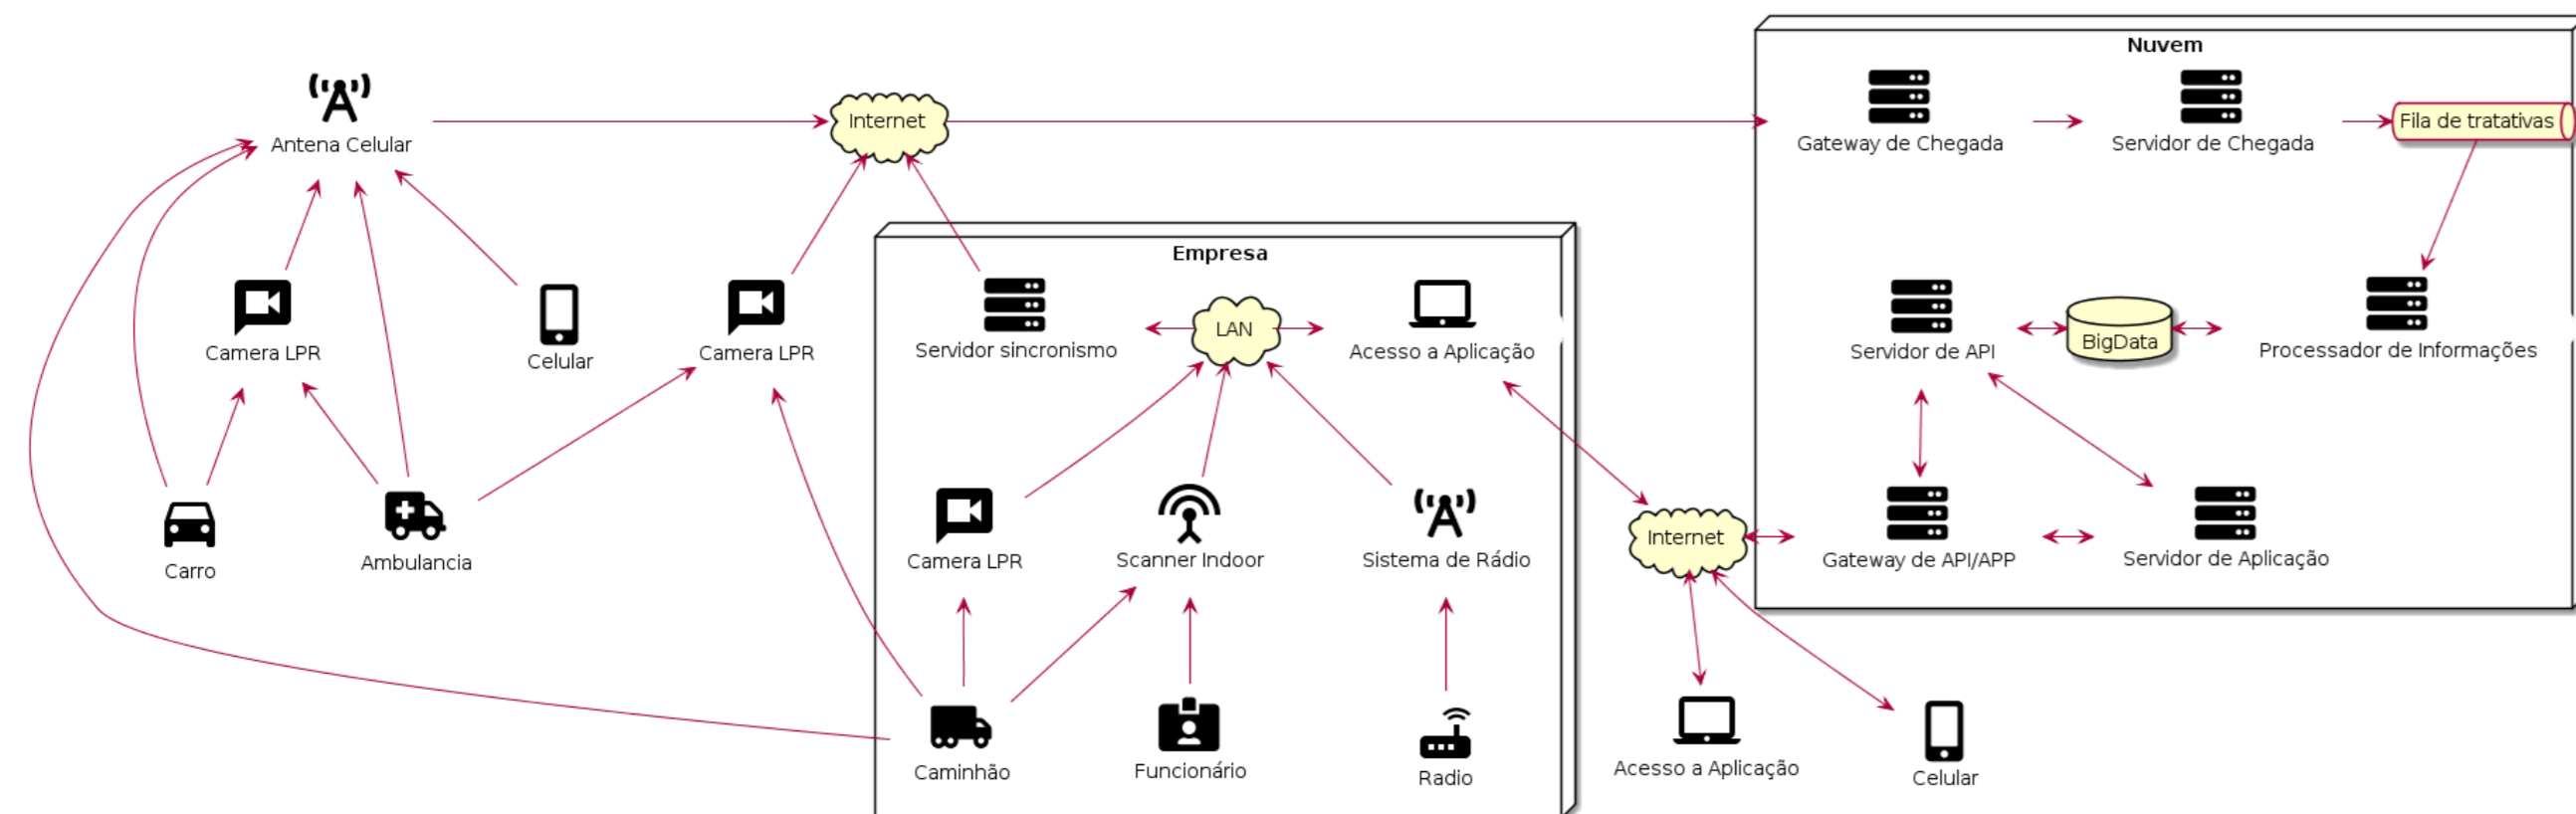 Nuvem
Antena Celular
Internet
Gateway de Chegada
Servidor de Chegada
Fila de tratativas
Empresa
Camera LPR
Celular
Camera LPR
Servidor sincronismo
LAN
Acesso a Aplicação
Servidor de API
BigData
Processador de Informações
Carro
Ambulancia
Camera LPR
Scanner Indoor
Sistema de Rádio
Internet
Gateway de API/APP
Servidor de Aplicação
Caminhão
Funcionário
Radio
Acesso a Aplicação
Celular